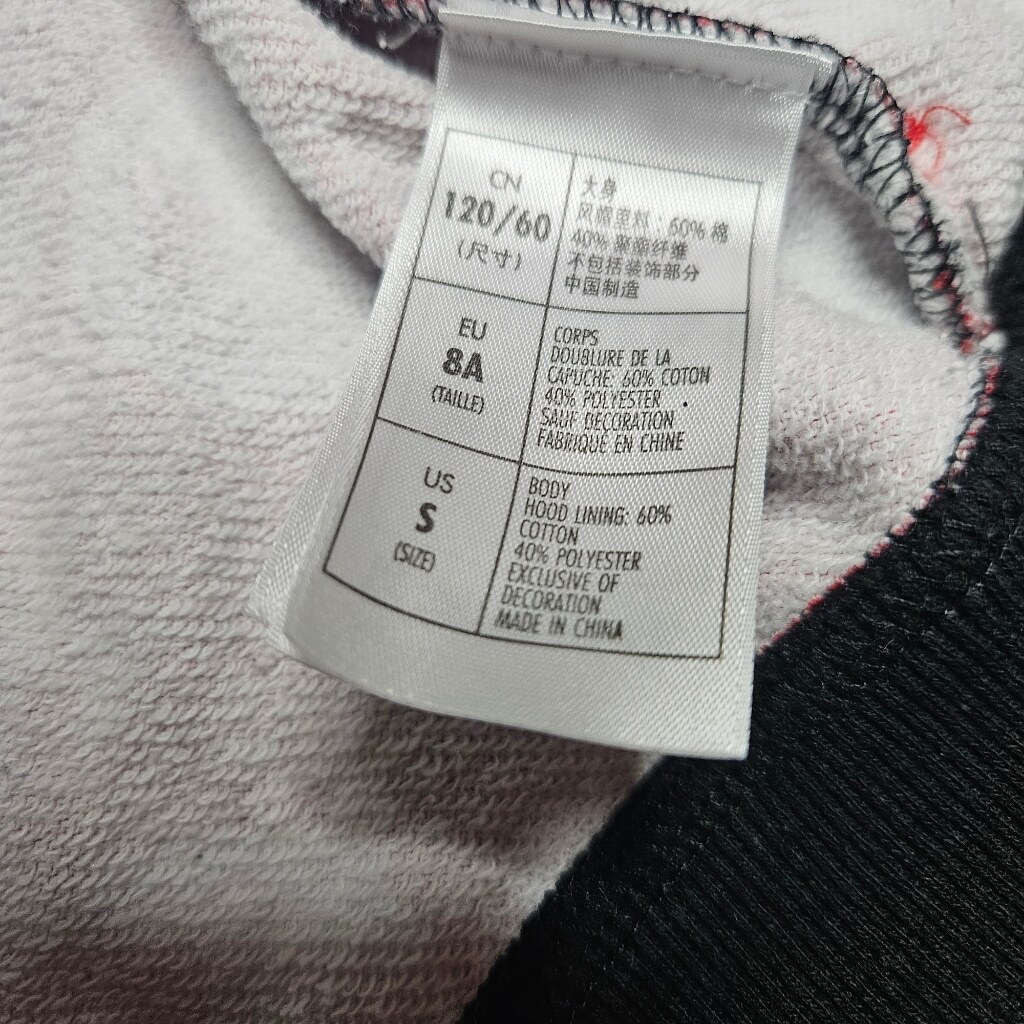 CN
120/60
(尺寸)
大身
风帽里料：60% 棉
40% 聚酯纤维
不包括装饰部分
中国制造
EU
8A
(TAILLE)
CORPS
DOUBLURE DE LA
CAPUCHE: 60% COTON
40% POLYESTER
SAUF DECORATION
FABRIQUE EN CHINE
US
S
(SIZE)
BODY
HOOD LINING: 60%
COTTON
40% POLYESTER
EXCLUSIVE OF
DECORATION
MADE IN CHINA